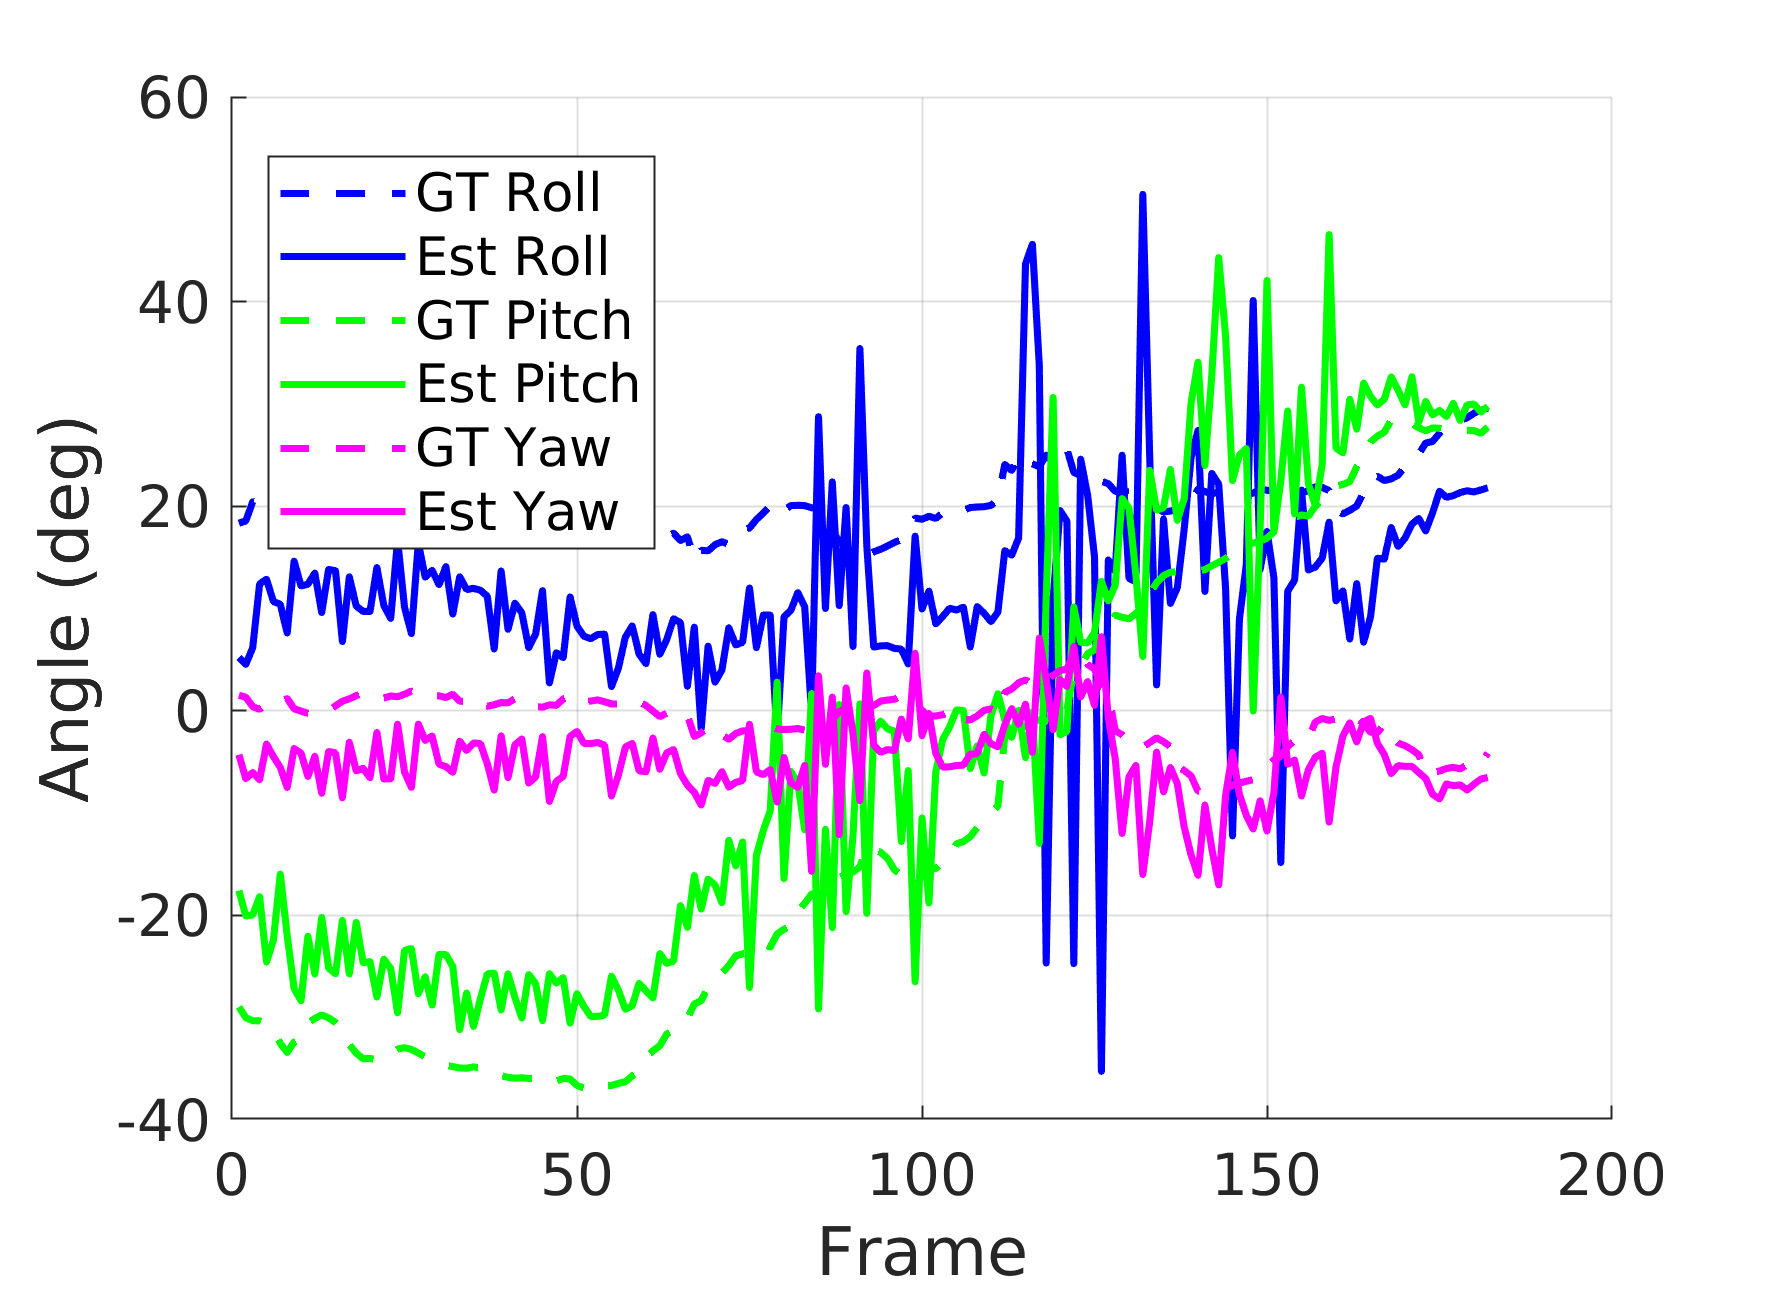 60
40
20
0
-20
-40
Angle (deg)
GT Roll
Est Roll
GT Pitch
Est Pitch
GT Yaw
Est Yaw
0 50 100 150 200
Frame